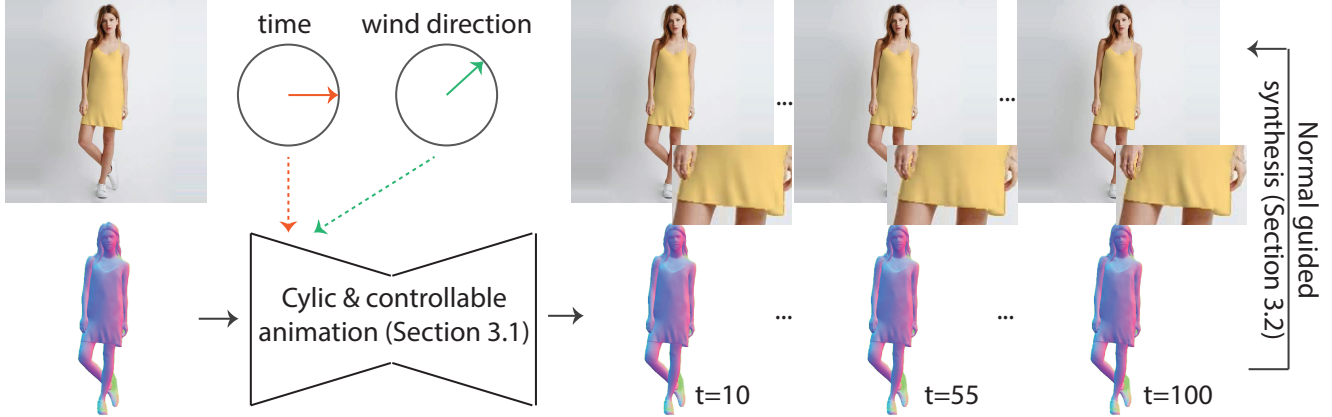 time
wind direction
...
...
Cylic & controllable
animation (Section 3.1)
...
...
t=10
t=55
t=100
Normal guided
synthesis (Section 3.2)